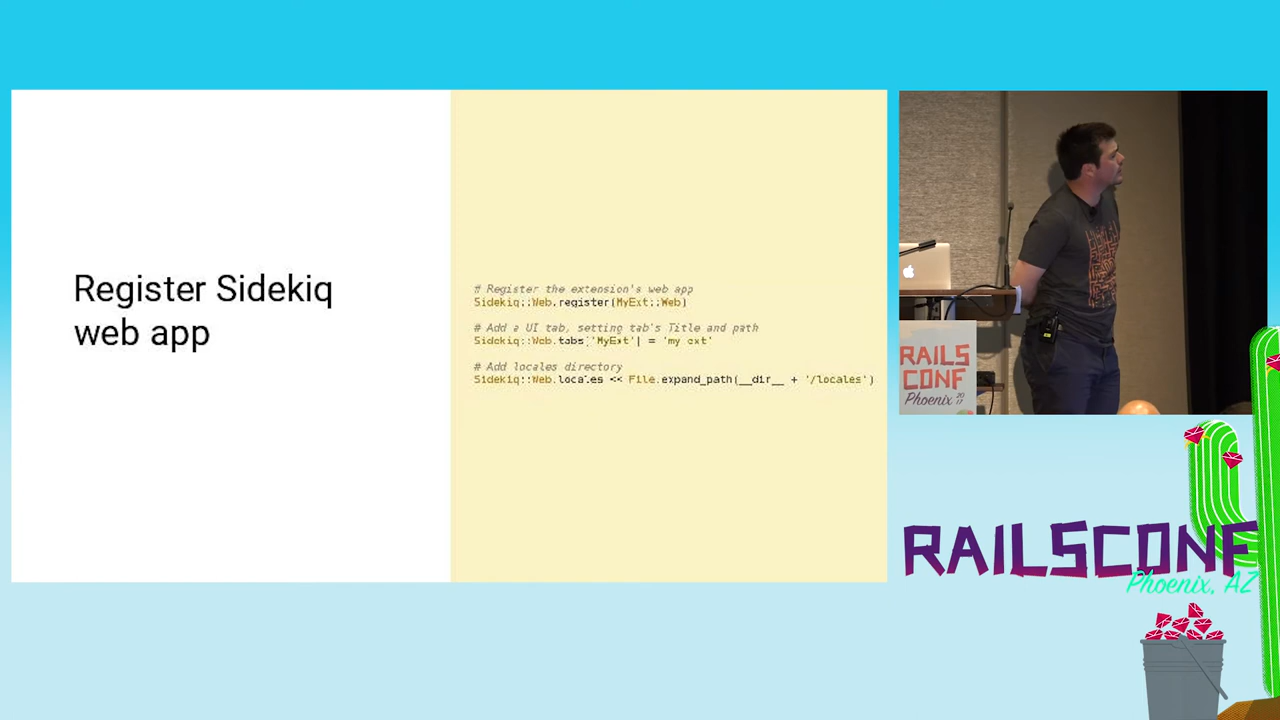 Register Sidekiq
web app
# Register the extension's web app
Sidekiq::Web.register(MyExt::Web)
# Add a UI tab, setting tab's Title and path
Sidekiq::Web.tabs['MyExt'] = 'my_ext'
# Add locales directory
Sidekiq::Web.locales << File.expand_path(__dir__ + '/locales')
RAILS
CONF
Phoenix 2017
RAILSCONF
Phoenix, AZ